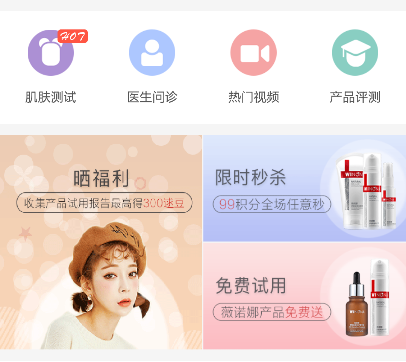 HOT
肌肤测试
医生问诊
热门视频
产品评测
晒福利
收集产品试用报告最高得300速豆
限时秒杀
99积分全场任意秒
WINONA
免费试用
薇诺娜产品免费送
WINONA